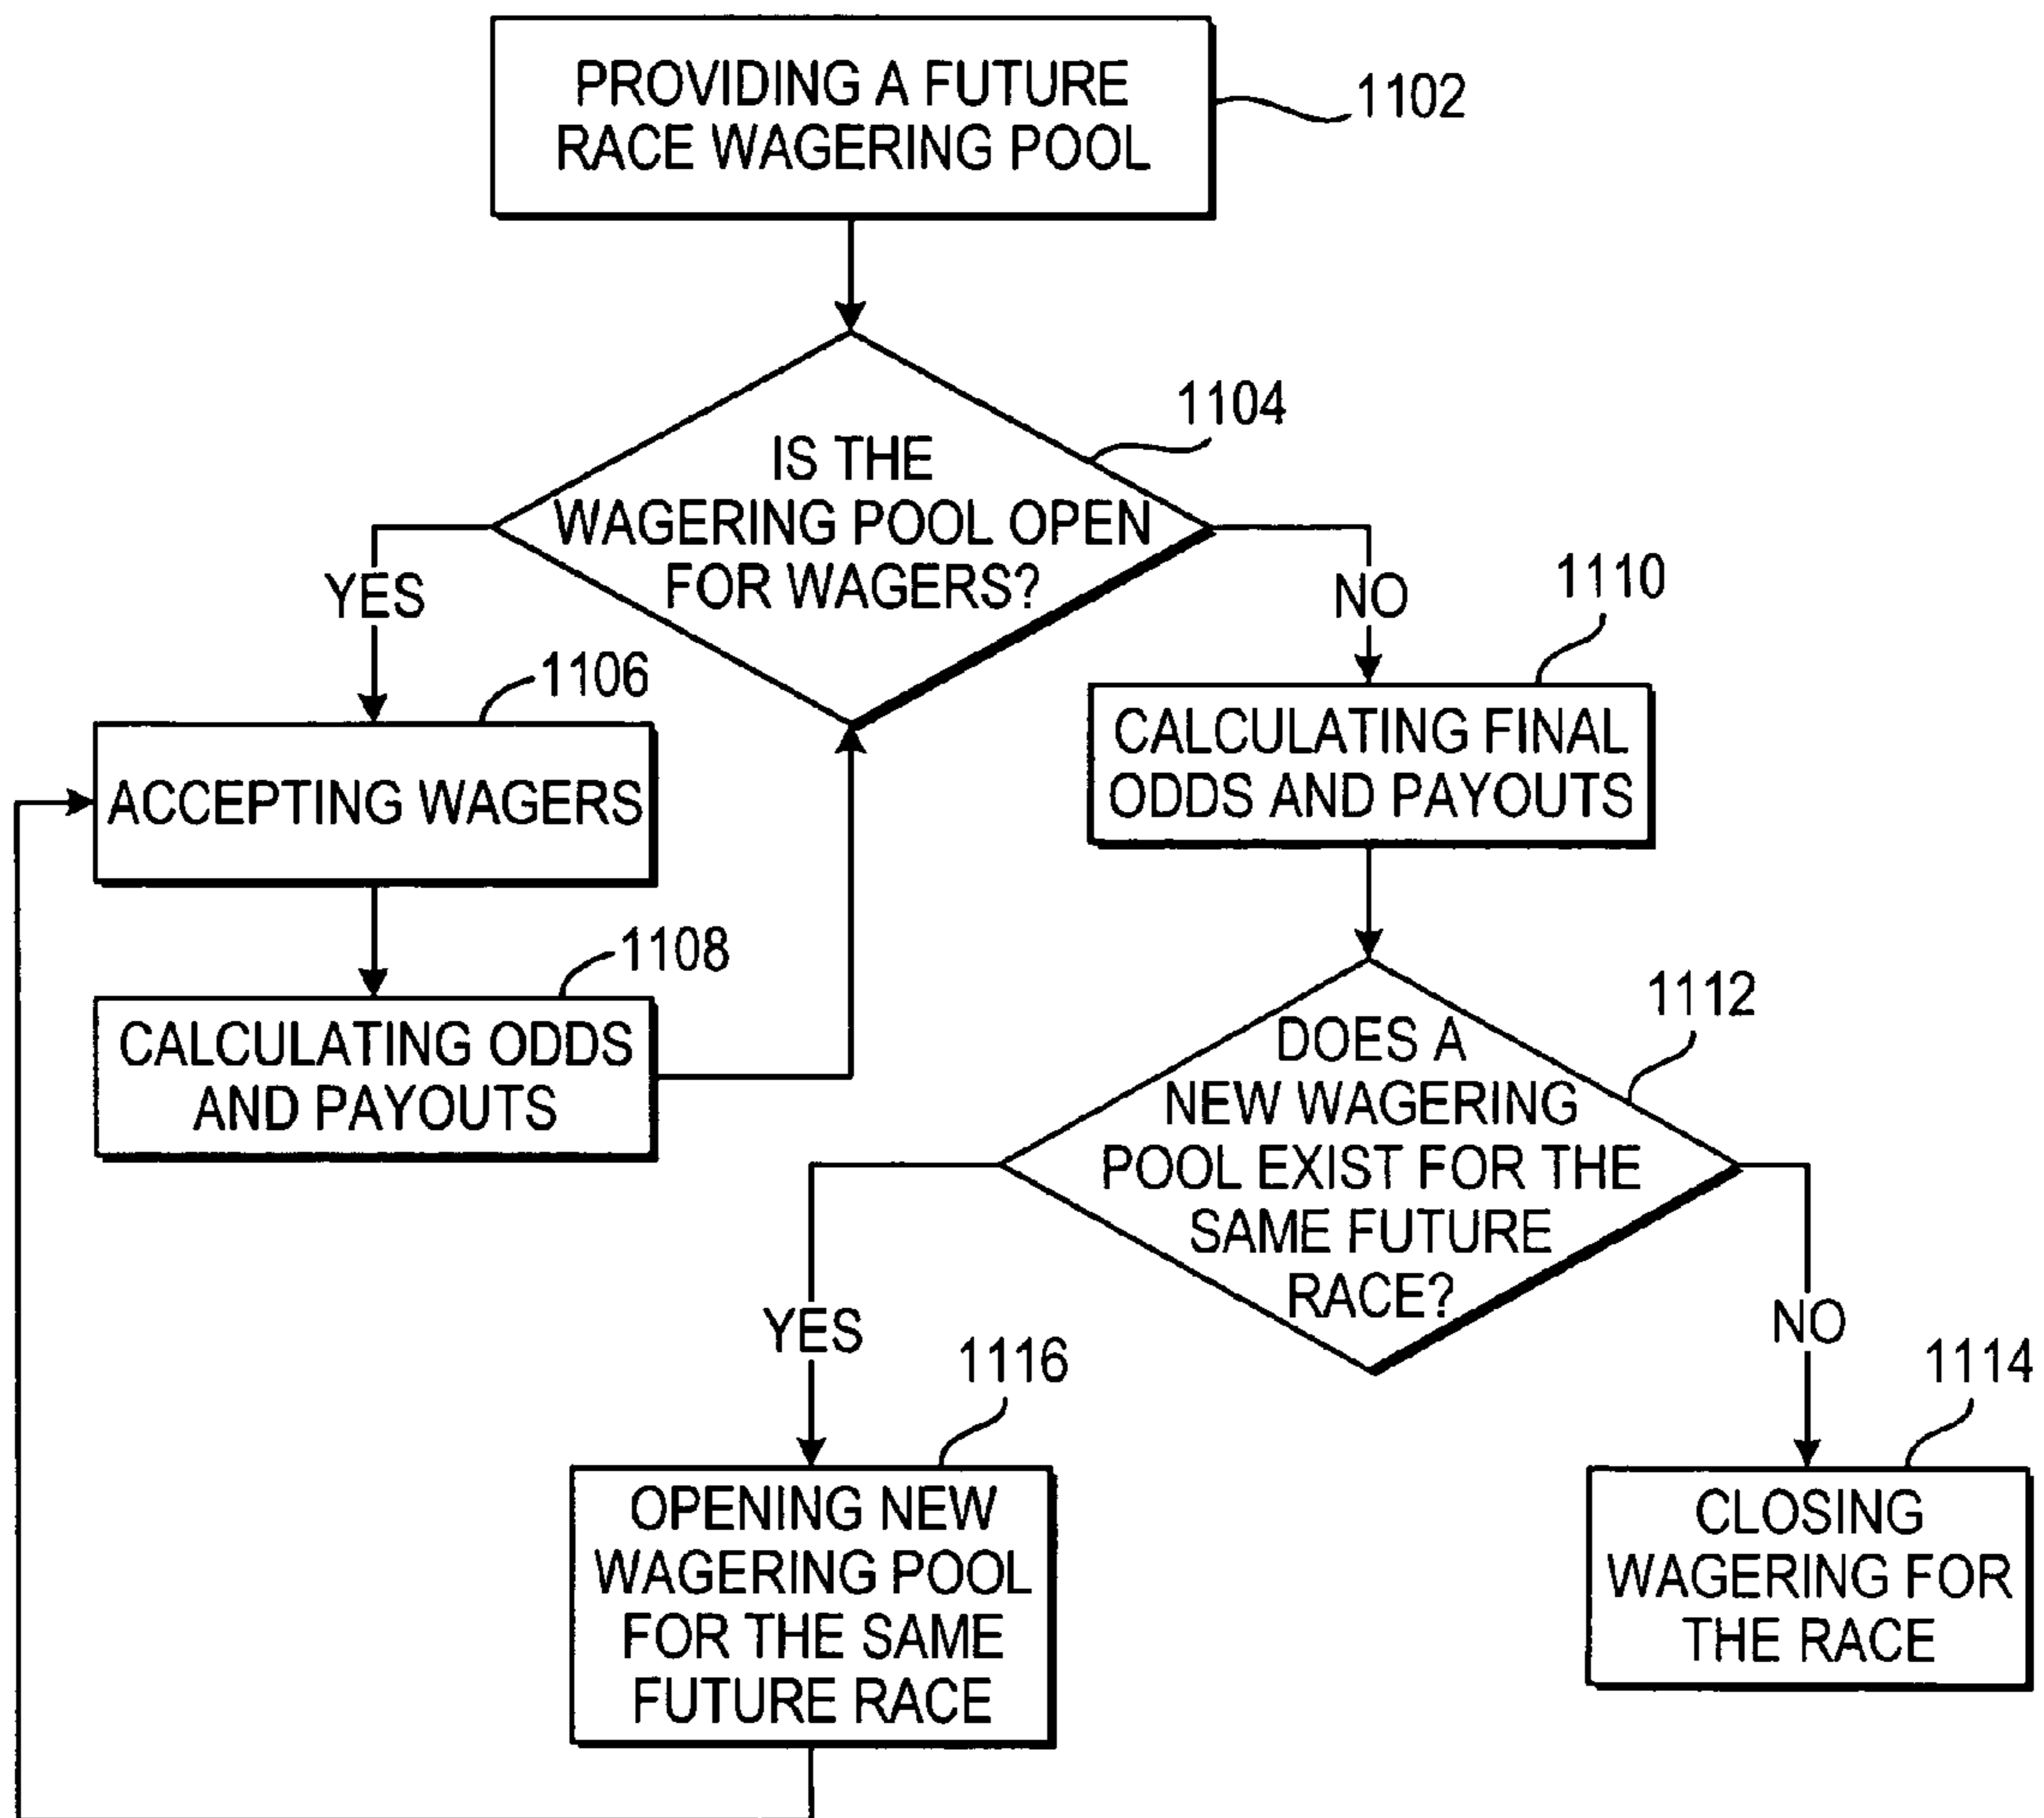 PROVIDING A FUTURE
RACE WAGERING POOL
1102
1104
IS THE
WAGERING POOL OPEN
FOR WAGERS?
YES
NO
1106
1110
ACCEPTING WAGERS
CALCULATING FINAL
ODDS AND PAYOUTS
1108
CALCULATING ODDS
AND PAYOUTS
1112
DOES A
NEW WAGERING
POOL EXIST FOR THE
SAME FUTURE
RACE?
YES
NO
1116
1114
OPENING NEW
WAGERING POOL
FOR THE SAME
FUTURE RACE
CLOSING
WAGERING FOR
THE RACE